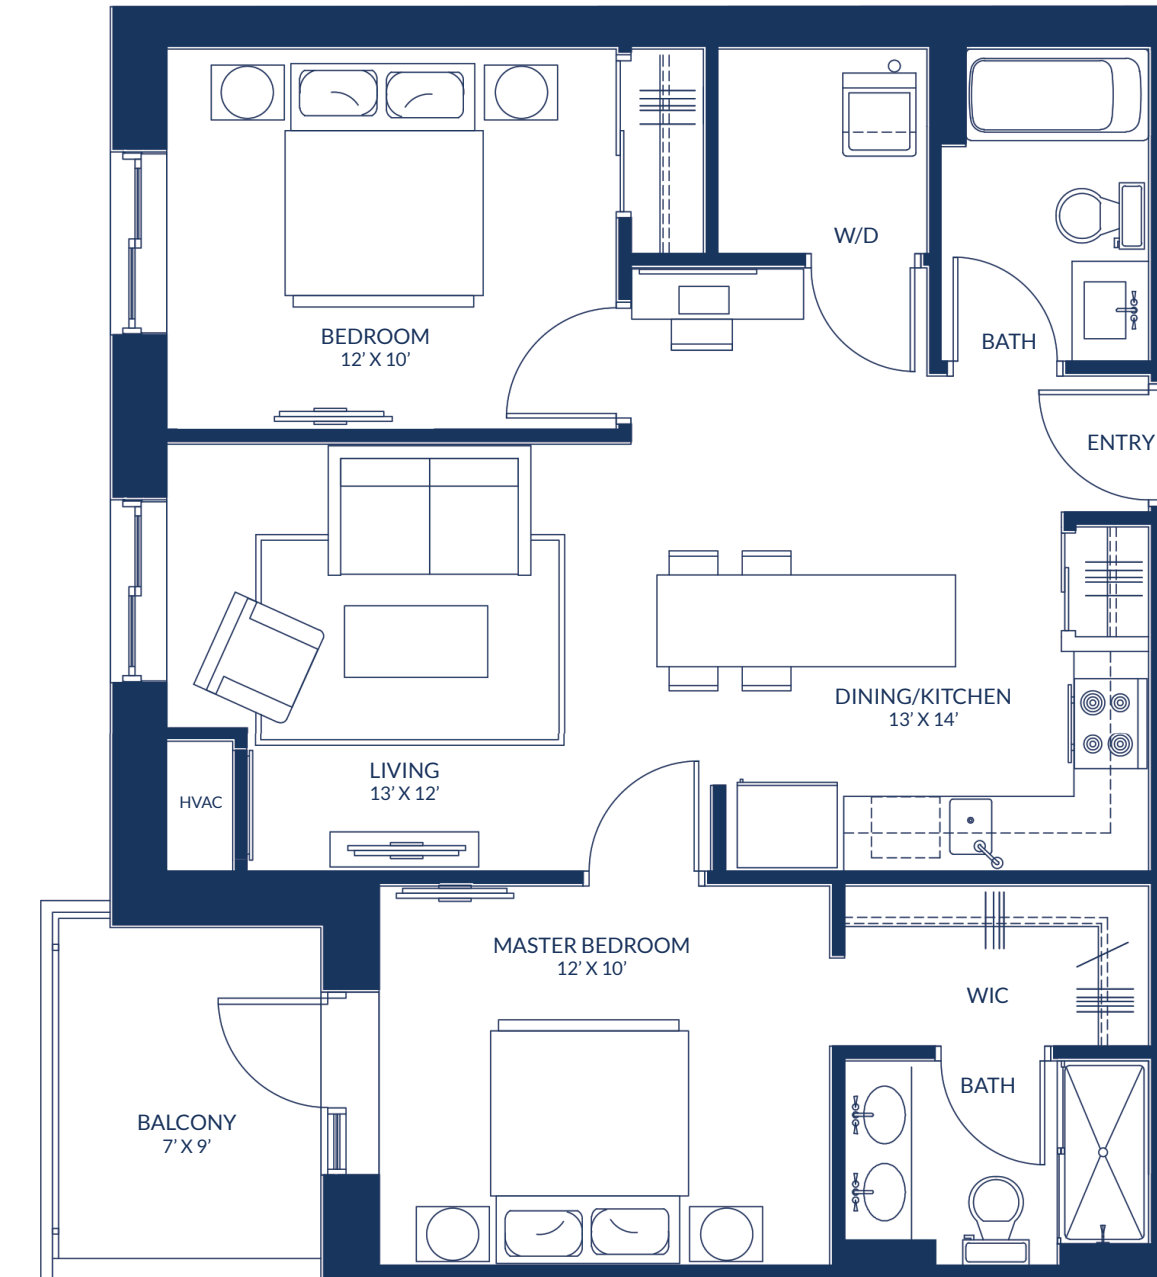 W/D
BEDROOM
12’ X 10’
BATH
ENTRY
DINING/KITCHEN
13’ X 14’
LIVING
13’ X 12’
HVAC
MASTER BEDROOM
12’ X 10’
WIC
BATH
BALCONY
7’ X 9’